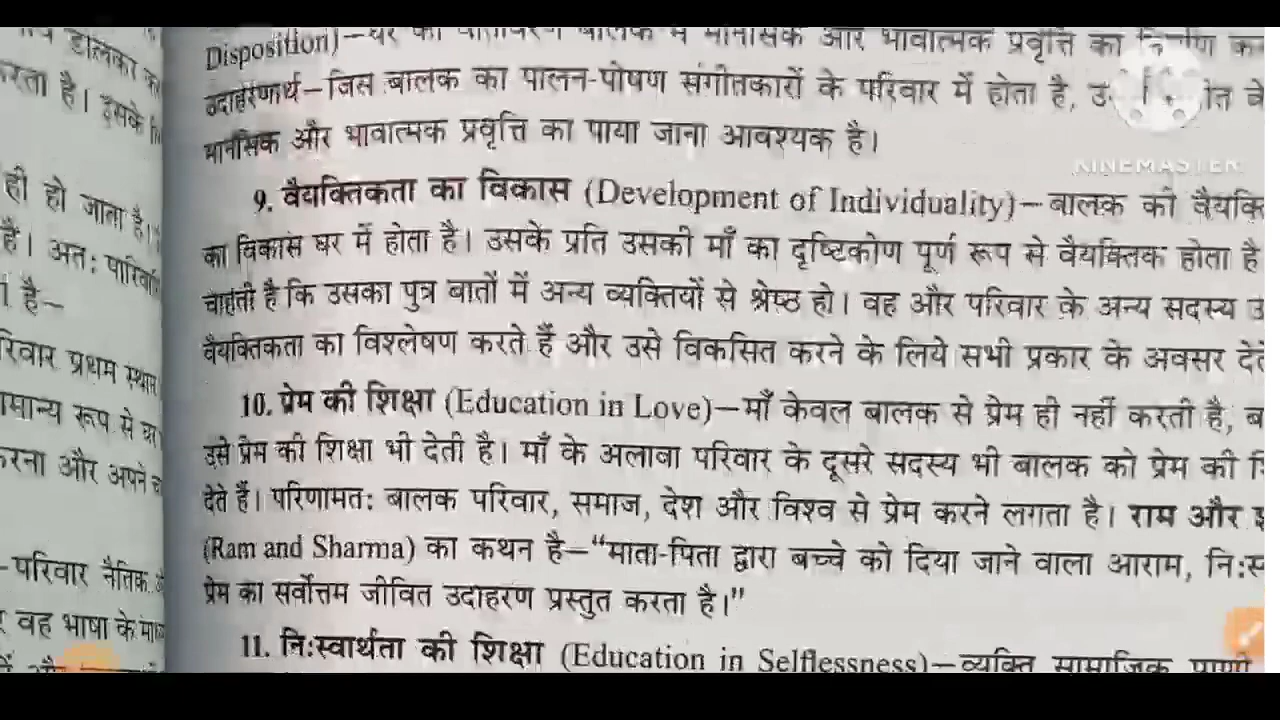 डालका
करता है। इसके
ही हो जाता है।
हैं। अतः
है–
प्रथम स्थान
रूप से घर
करना और अपने
–परिवार नैतिक
वह भाषा के
Disposition)–घर का वातावरण बालक में मानसिक और भावात्मक प्रवृत्ति का
उदाहरणार्थ–जिस बालक का पालन-पोषण संगीतकारों के परिवार में होता है,
मानसिक और भावात्मक प्रवृत्ति का पाया जाना आवश्यक है।
KINEMASTER
9. वैयक्तिकता का विकास (Development of Individuality)–बालक की
का विकास घर में होता है। उसके प्रति उसकी माँ का दृष्टिकोण पूर्ण रूप से वैयक्तिक होता है
चाहती है कि उसका पुत्र बातों में अन्य व्यक्तियों से श्रेष्ठ हो। वह और परिवार के अन्य सदस्य
वैयक्तिकता का विश्लेषण करते हैं और उसे विकसित करने के लिये सभी प्रकार के अवसर
10. प्रेम की शिक्षा (Education in Love)–माँ केवल बालक से प्रेम ही नहीं करती है,
उसे प्रेम की शिक्षा भी देती है। माँ के अलावा परिवार के दूसरे सदस्य भी बालक को प्रेम की
देते हैं। परिणामतः बालक परिवार, समाज, देश और विश्व से प्रेम करने लगता है। राम और
(Ram and Sharma) का कथन है–“माता-पिता द्वारा बच्चे को दिया जाने वाला आराम,
प्रेम का सर्वोत्तम जीवित उदाहरण प्रस्तुत करता है।”
11. निःस्वार्थता की शिक्षा (Education in Selflessness)–व्यक्ति सामाजिक प्राणी